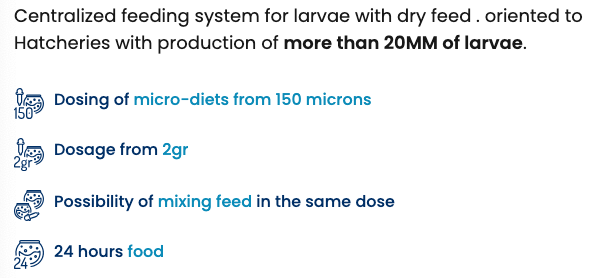 Centralized feeding system for larvae with dry feed . oriented to
Hatcheries with production of more than 20MM of larvae.
150
Dosing of micro-diets from 150 microns
2gr
Dosage from 2gr
Possibility of mixing feed in the same dose
24
24 hours food